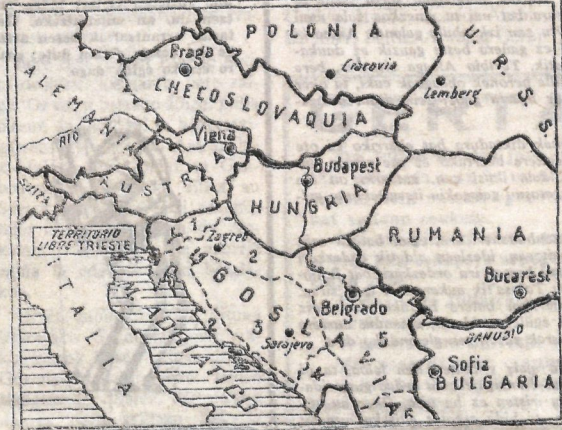 POLONIA
U.R.S.S.
Praga
Cracovia
Lemberg
CHECOSLOVAQUIA
ALEMANIA
RIO
Viena
AUSTRIA
SUIZA
Budapest
HUNGRIA
RUMANIA
TERRITORIO
LIBRE TRIESTE
1
Zagreb
2
YUGOSLAVIA
Bucarest
Belgrado
DANUBIO
ITALIA
M. ADRIATICO
2
3
5
Sarajevo
4
Sofia
BULGARIA